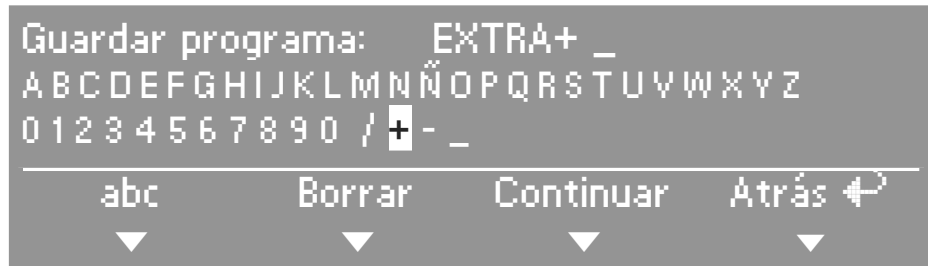 Guardar programa: EXTRA+ _
A B C D E F G H I J K L M N Ñ O P Q R S T U V W X Y Z
0 1 2 3 4 5 6 7 8 9 0 / + - _
abc Borrar Continuar Atrás